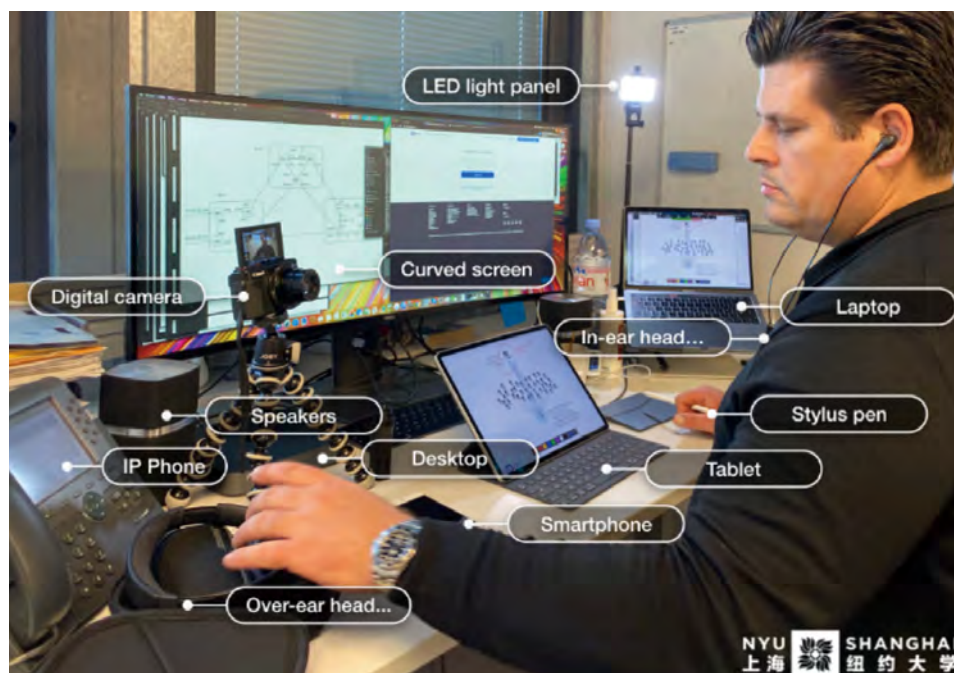 LED light panel
Curved screen
Digital camera
Laptop
In-ear head...
Speakers
Stylus pen
IP Phone
Desktop
Tablet
Smartphone
Over-ear head...
NYU SHANGHAI
上海 纽约大学